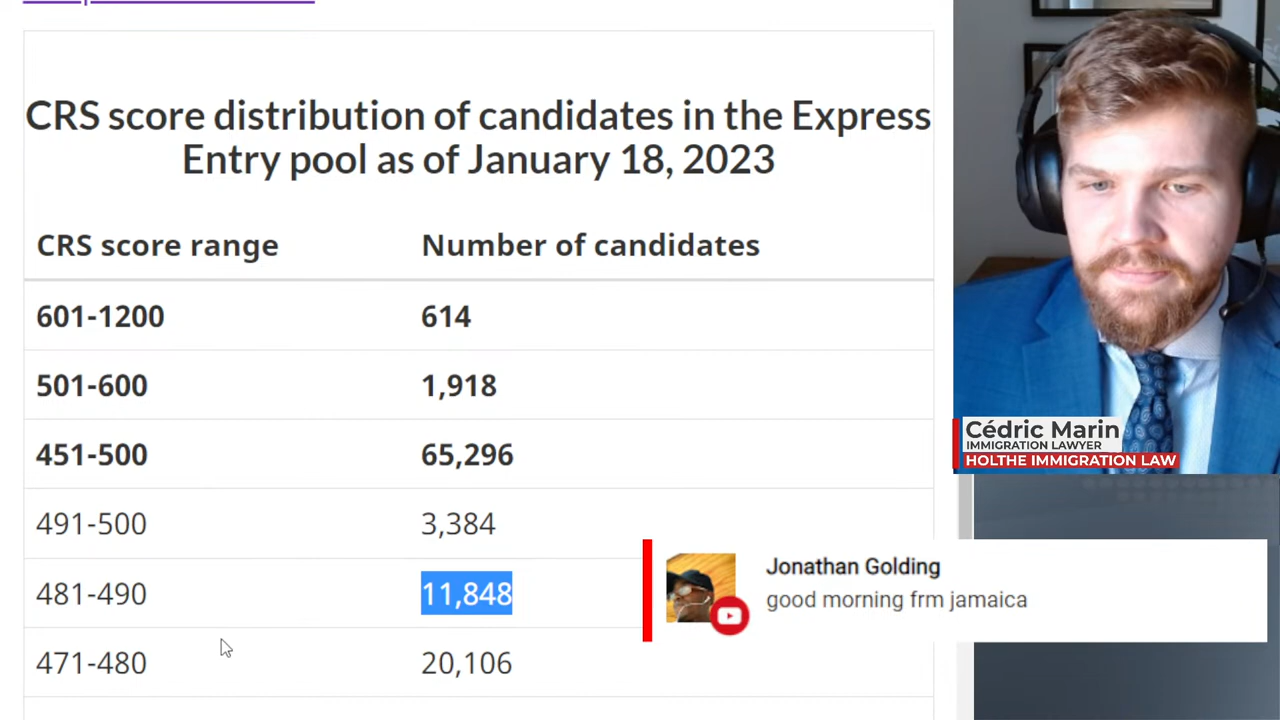 CRS score distribution of candidates in the Express
Entry pool as of January 18, 2023
CRS score range Number of candidates
601-1200 614
501-600 1,918
451-500 65,296
491-500 3,384
481-490 11,848
471-480 20,106
Cédric Marin
IMMIGRATION LAWYER
HOLTHE IMMIGRATION LAW
Jonathan Golding
good morning frm jamaica